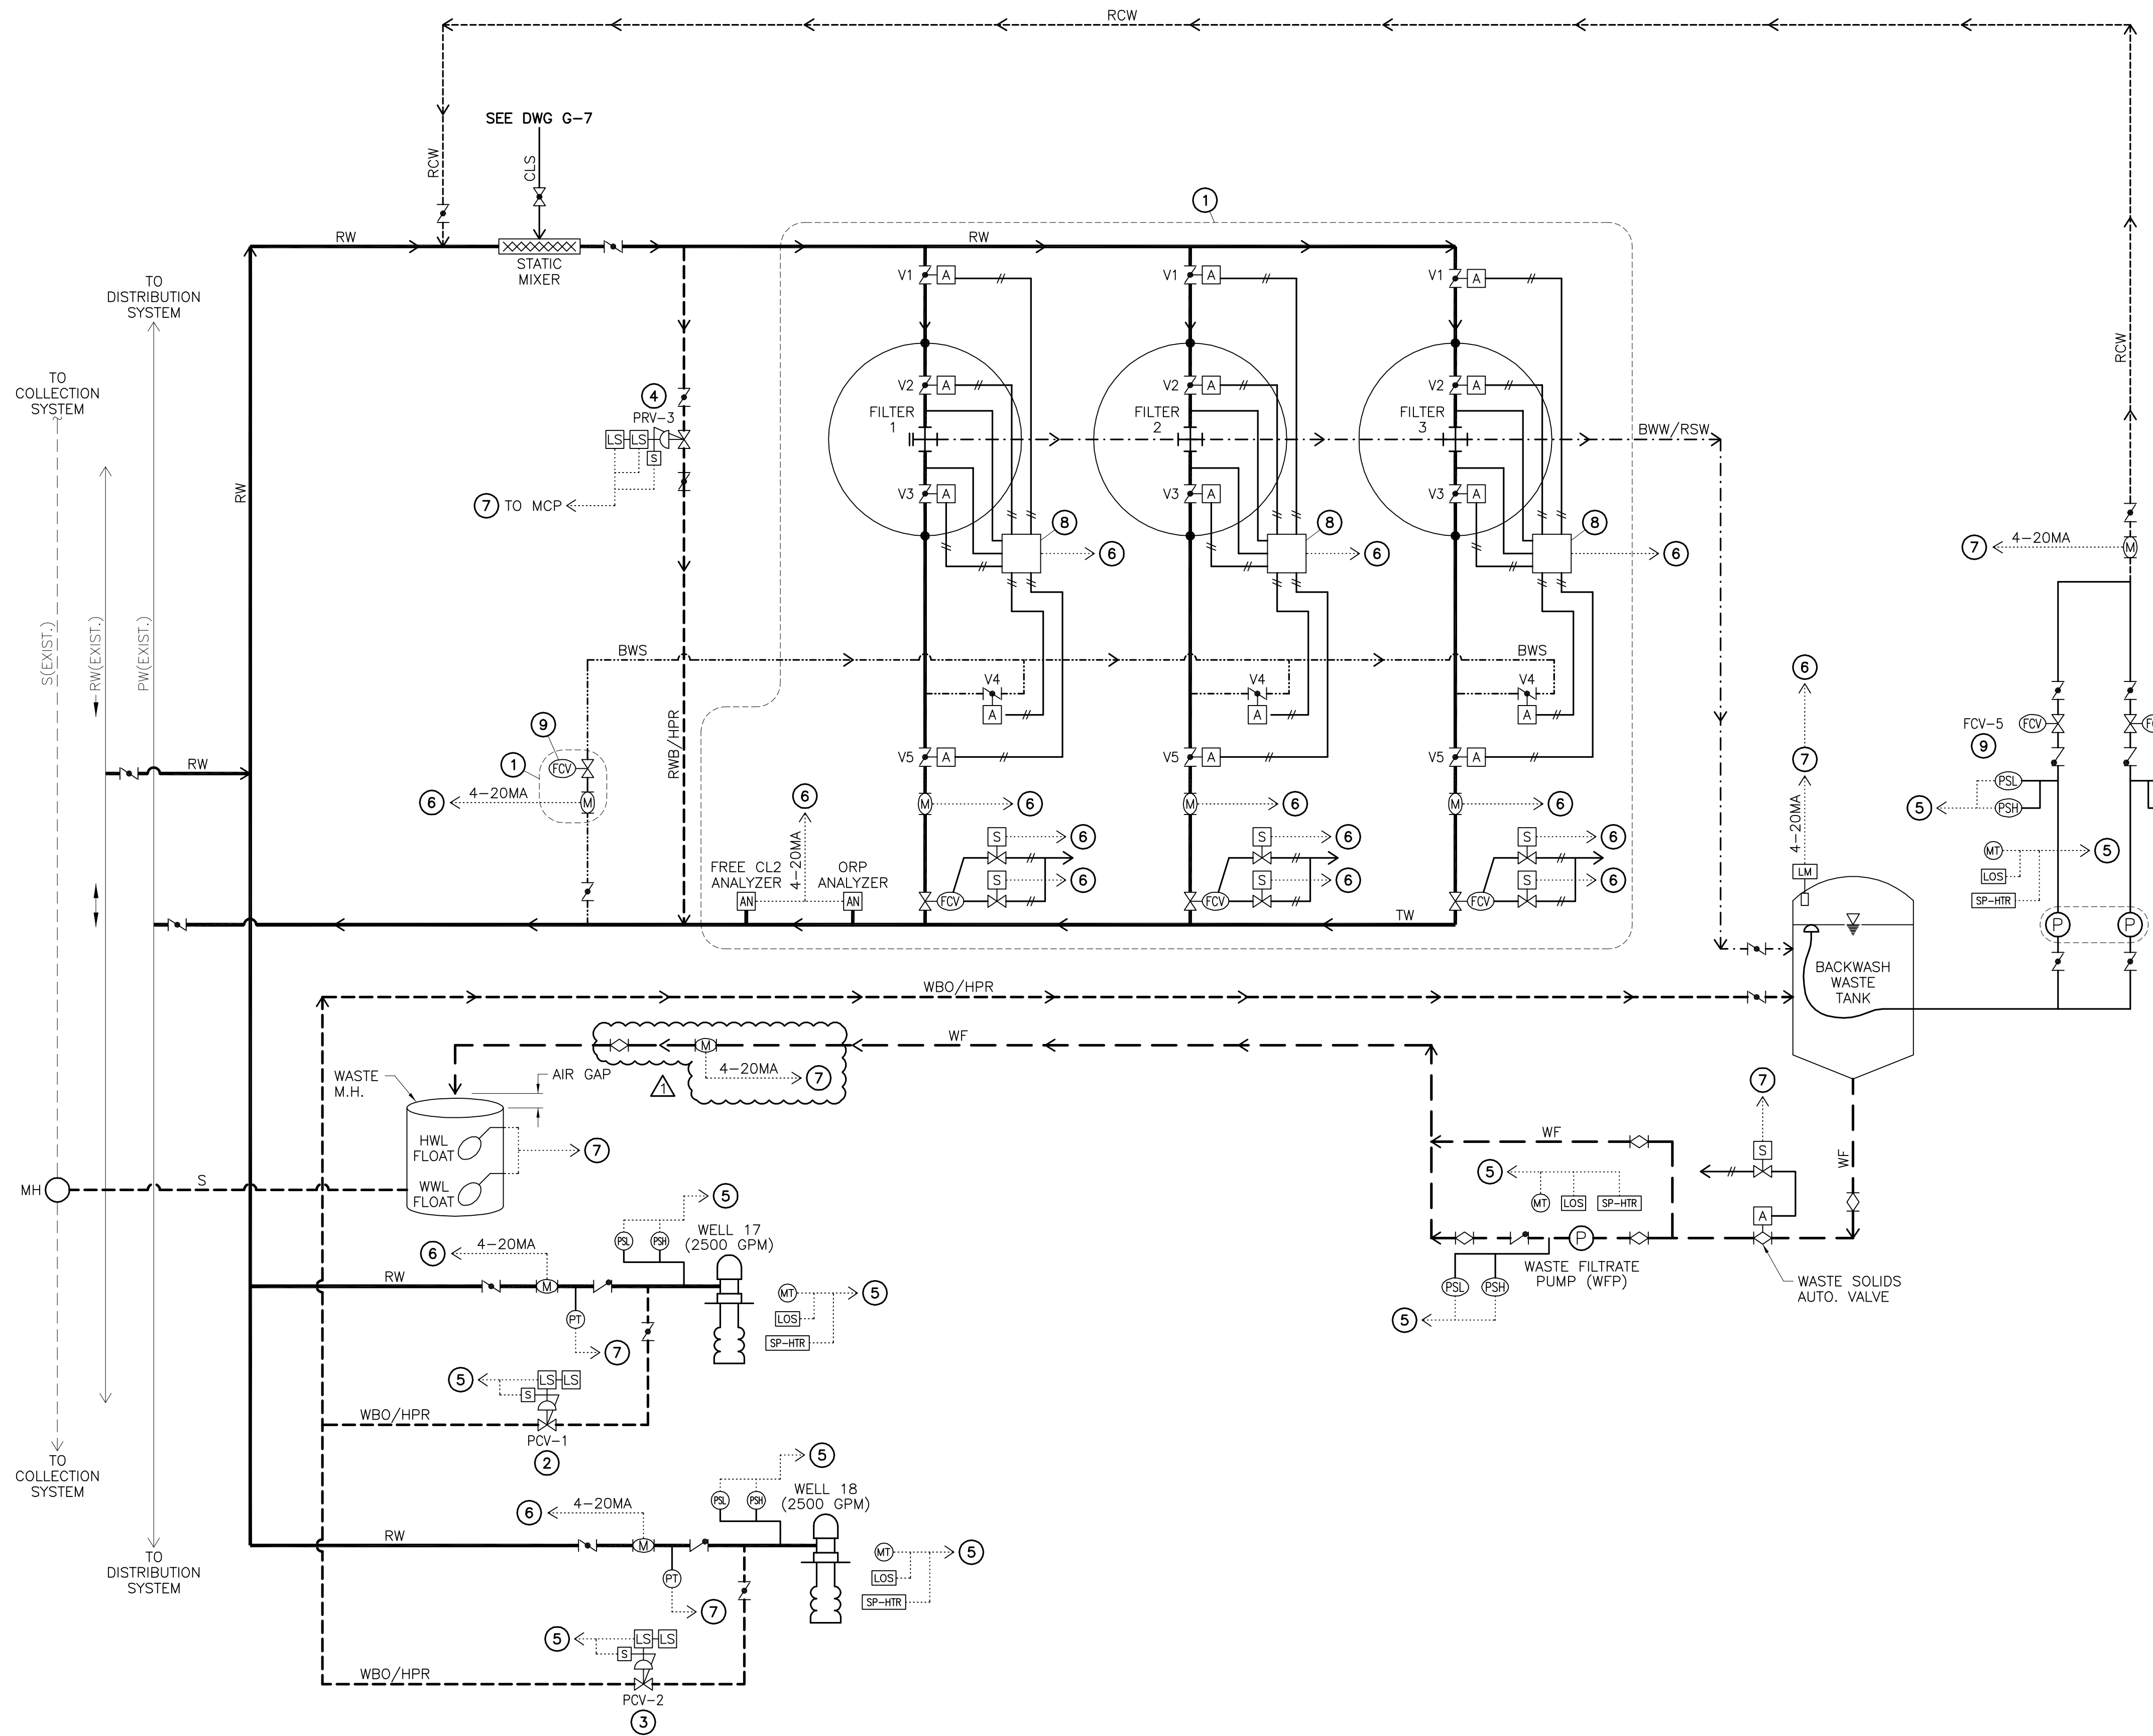 RCW
SEE DWG G-7
RCW
CLS
1
RW
RW
STATIC
MIXER
TO
DISTRIBUTION
SYSTEM
V1
A
V1
A
V1
A
RCW
TO
COLLECTION
SYSTEM
4
PRV-3
LS
LS
S
7
TO MCP
V2
A
V2
A
V2
A
FILTER
1
FILTER
2
FILTER
3
BWW/RSW
V3
A
V3
A
V3
A
8
8
8
6
6
6
RW
7
4-20MA
M
S(EXIST.)
RW(EXIST.)
PW(EXIST.)
BWS
BWS
V4
A
V4
A
V4
A
6
7
4-20MA
LM
9
1
FCV
RWB/HPR
RW
V5
A
V5
A
V5
A
FCV-5
FCV
9
PSL
PSH
5
6
4-20MA
M
6
4-20MA
M
6
M
6
M
6
S
6
S
6
S
6
S
6
S
6
S
6
FCV
FCV
FCV
FREE CL2
ANALYZER
AN
ORP
ANALYZER
AN
TW
MT
LOS
SP-HTR
5
P
P
BACKWASH
WASTE
TANK
WBO/HPR
WF
M
4-20MA
7
1
WASTE
M.H.
AIR GAP
HWL
FLOAT
WWL
FLOAT
7
MH
S
7
S
A
WF
WF
5
MT
LOS
SP-HTR
P
WASTE FILTRATE
PUMP (WFP)
PSL
PSH
5
WASTE SOLIDS
AUTO. VALVE
5
PSL
PSH
WELL 17
(2500 GPM)
6
4-20MA
RW
M
PT
7
MT
LOS
SP-HTR
5
5
LS
LS
S
WBO/HPR
PCV-1
2
TO
COLLECTION
SYSTEM
5
PSL
PSH
WELL 18
(2500 GPM)
6
4-20MA
RW
M
PT
7
MT
LOS
SP-HTR
5
TO
DISTRIBUTION
SYSTEM
5
LS
LS
S
WBO/HPR
PCV-2
3